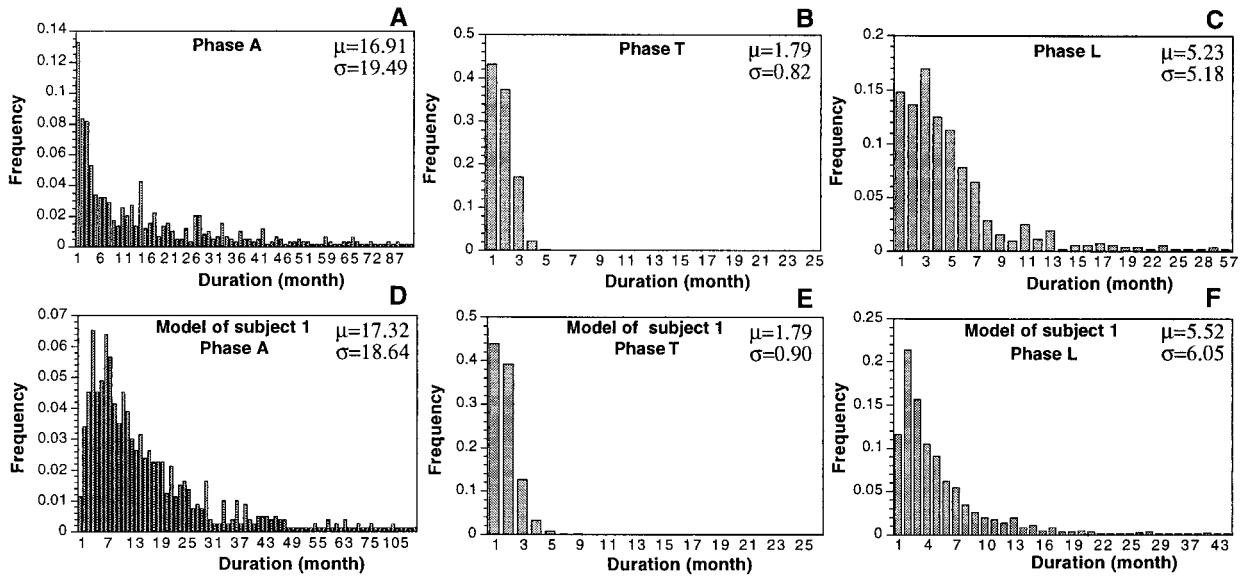 A
Phase A
μ=16.91
σ=19.49
0.14
0.12
0.1
0.08
0.06
0.04
0.02
0
Frequency
1 6 11 16 21 26 31 36 41 46 51 59 65 72 87
Duration (month)
B
Phase T
μ=1.79
σ=0.82
0.5
0.4
0.3
0.2
0.1
0
Frequency
1 3 5 7 9 11 13 15 17 19 21 23 25
Duration (month)
C
Phase L
μ=5.23
σ=5.18
0.2
0.15
0.1
0.05
0
Frequency
1 3 5 7 9 11 13 15 17 19 22 25 28 57
Duration (month)
D
Model of subject 1
Phase A
μ=17.32
σ=18.64
0.07
0.06
0.05
0.04
0.03
0.02
0.01
0
Frequency
1 7 13 19 25 31 37 43 49 55 63 75 105
Duration (month)
E
Model of subject 1
Phase T
μ=1.79
σ=0.90
0.5
0.4
0.3
0.2
0.1
0
Frequency
1 3 5 9 11 13 15 17 19 21 23 25
Duration (month)
F
Model of subject 1
Phase L
μ=5.52
σ=6.05
0.25
0.2
0.15
0.1
0.05
0
Frequency
1 4 7 10 13 16 19 22 25 29 37 43
Duration (month)